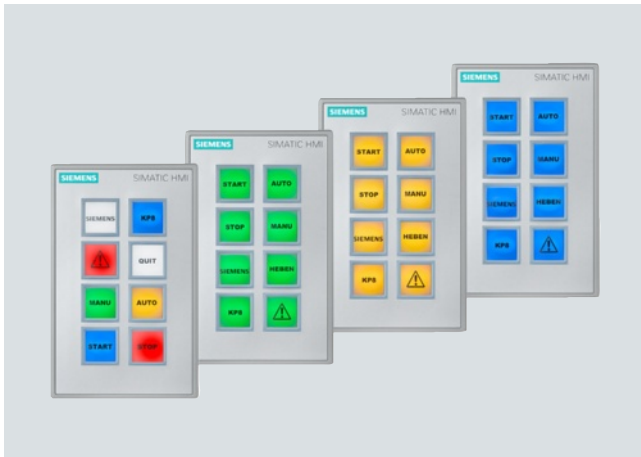 SIEMENS SIMATIC HMI
SIEMENS KP8
QUIT
MANU AUTO
START STOP
SIEMENS SIMATIC HMI
START AUTO
STOP MANU
SIEMENS HEBEN
KP8
SIEMENS SIMATIC HMI
START AUTO
STOP MANU
SIEMENS HEBEN
KP8
SIEMENS SIMATIC HMI
START AUTO
STOP MANU
SIEMENS HEBEN
KP8